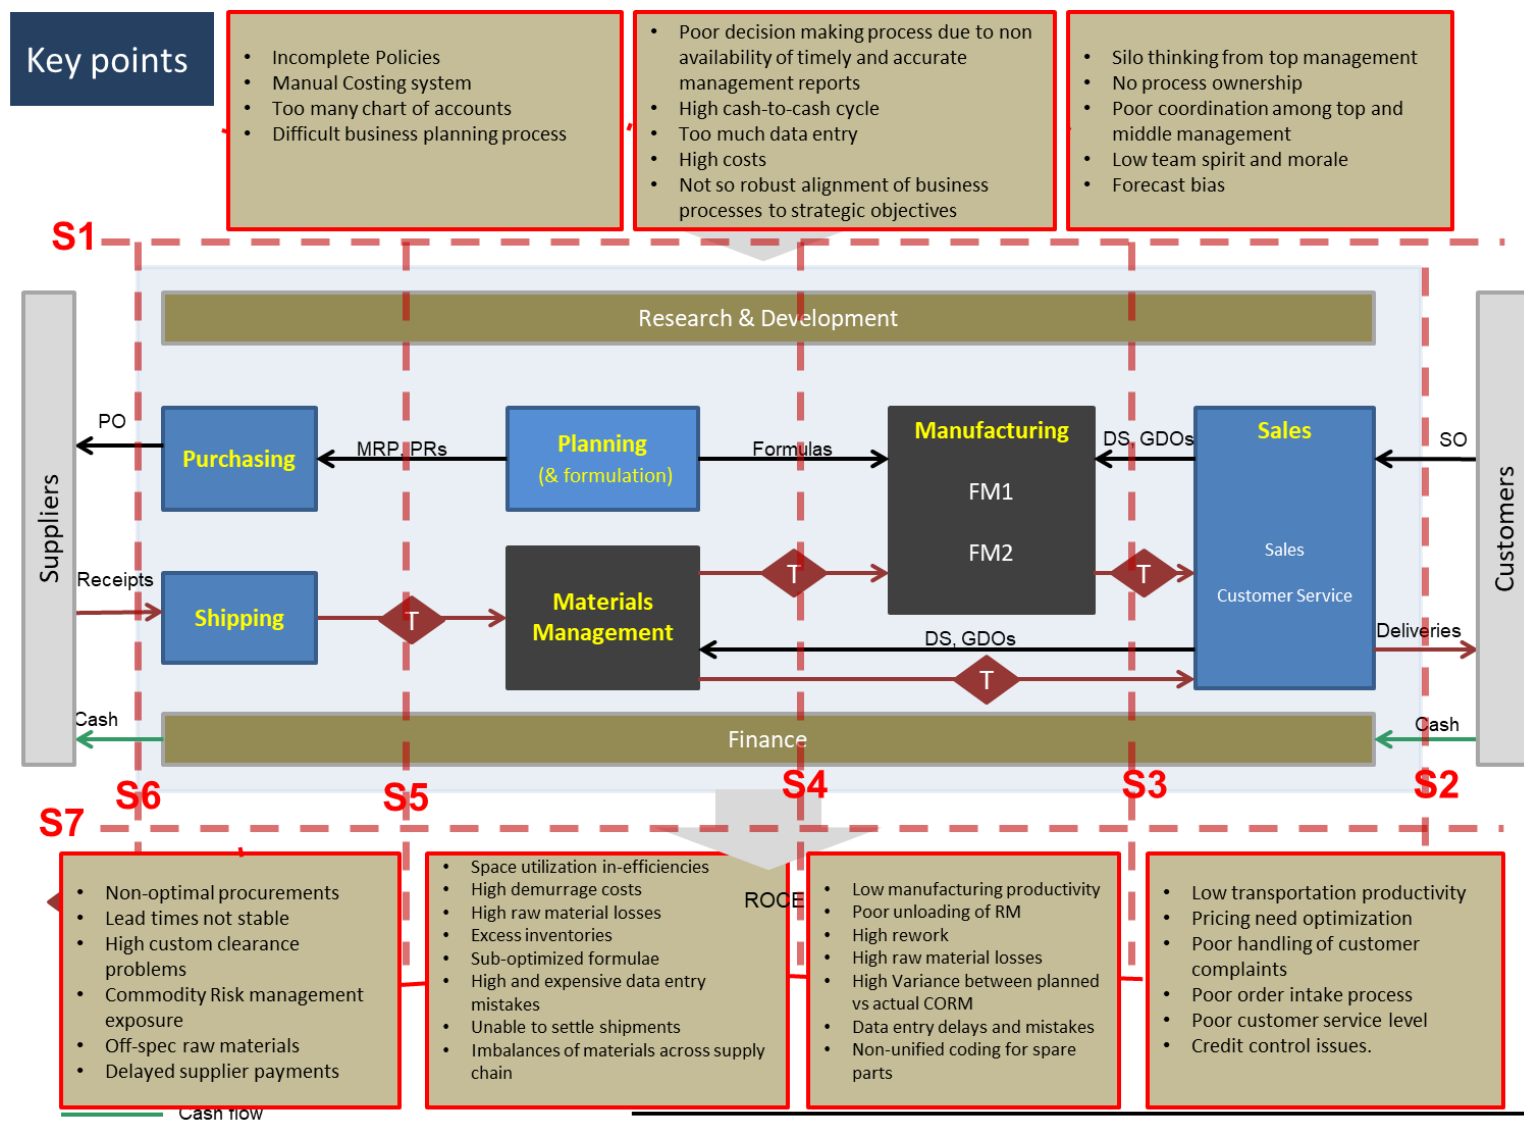 Key points
• Incomplete Policies
• Manual Costing system
• Too many chart of accounts
• Difficult business planning process
• Poor decision making process due to non
availability of timely and accurate
management reports
• High cash-to-cash cycle
• Too much data entry
• High costs
• Not so robust alignment of business
processes to strategic objectives
• Silo thinking from top management
• No process ownership
• Poor coordination among top and
middle management
• Low team spirit and morale
• Forecast bias
S1
Research & Development
Suppliers
PO
Purchasing
MRP, PRs
Planning
(& formulation)
Formulas
Manufacturing
FM1
FM2
DS, GDOs
Sales
Sales
Customer Service
SO
Customers
Receipts
Shipping
T
Materials
Management
T
T
DS, GDOs
T
Deliveries
Cash
Finance
Cash
S6
S5
S4
S3
S2
S7
• Non-optimal procurements
• Lead times not stable
• High custom clearance
problems
• Commodity Risk management
exposure
• Off-spec raw materials
• Delayed supplier payments
• Space utilization in-efficiencies
• High demurrage costs
• High raw material losses
• Excess inventories
• Sub-optimized formulae
• High and expensive data entry
mistakes
• Unable to settle shipments
• Imbalances of materials across supply
chain
ROCE
• Low manufacturing productivity
• Poor unloading of RM
• High rework
• High raw material losses
• High Variance between planned
vs actual CORM
• Data entry delays and mistakes
• Non-unified coding for spare
parts
• Low transportation productivity
• Pricing need optimization
• Poor handling of customer
complaints
• Poor order intake process
• Poor customer service level
• Credit control issues.
Cash flow